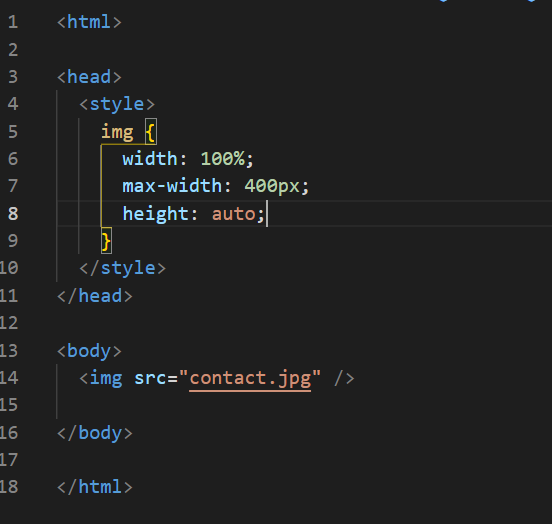 1 <html>
2
3 <head>
4   <style>
5     img {
6       width: 100%;
7       max-width: 400px;
8       height: auto;
9     }
10   </style>
11 </head>
12
13 <body>
14   <img src="contact.jpg" />
15
16 </body>
17
18 </html>